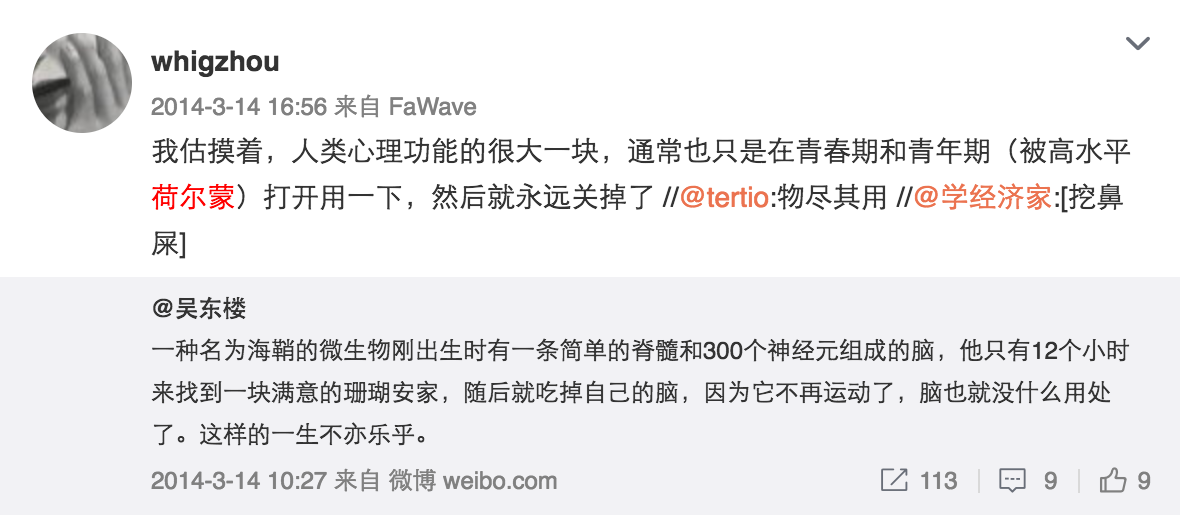 whigzhou
2014-3-14 16:56 来自 FaWave
我估摸着，人类心理功能的很大一块，通常也只是在青春期和青年期（被高水平
荷尔蒙）打开用一下，然后就永远关掉了 //@tertio:物尽其用 //@学经济家:[挖鼻
屎]
@吴东楼
一种名为海鞘的微生物刚出生时有一条简单的脊髓和300个神经元组成的脑，他只有12个小时
来找到一块满意的珊瑚安家，随后就吃掉自己的脑，因为它不再运动了，脑也就没什么用处
了。这样的一生不亦乐乎。
2014-3-14 10:27 来自 微博 weibo.com 113 9 9